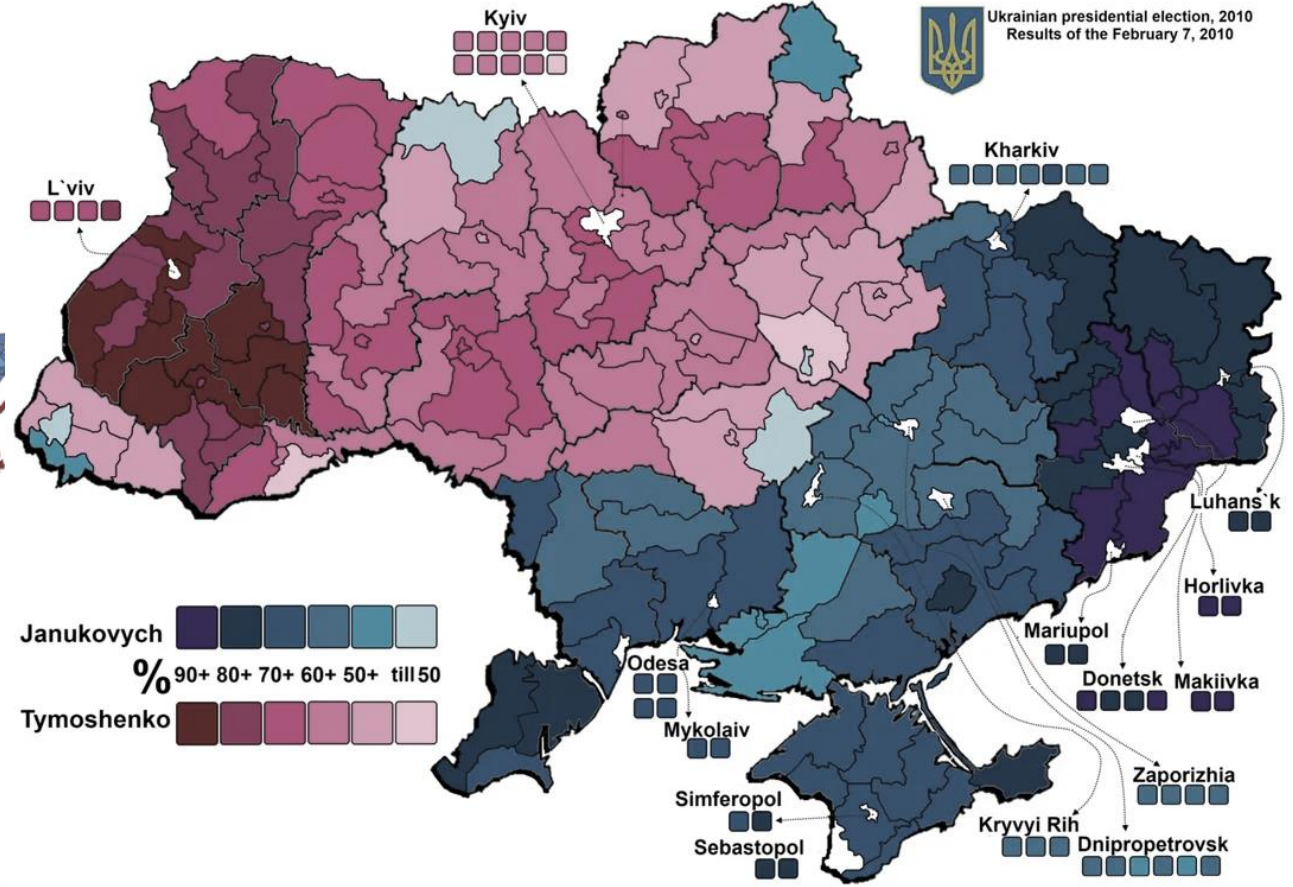 Kyiv
Ukrainian presidential election, 2010
Results of the February 7, 2010
Kharkiv
L`viv
Luhans`k
Horlivka
Janukovych
% 90+ 80+ 70+ 60+ 50+ till 50
Tymoshenko
Mariupol
Odesa
Donetsk
Makiivka
Mykolaiv
Zaporizhia
Simferopol
Kryvyi Rih
Dnipropetrovsk
Sebastopol